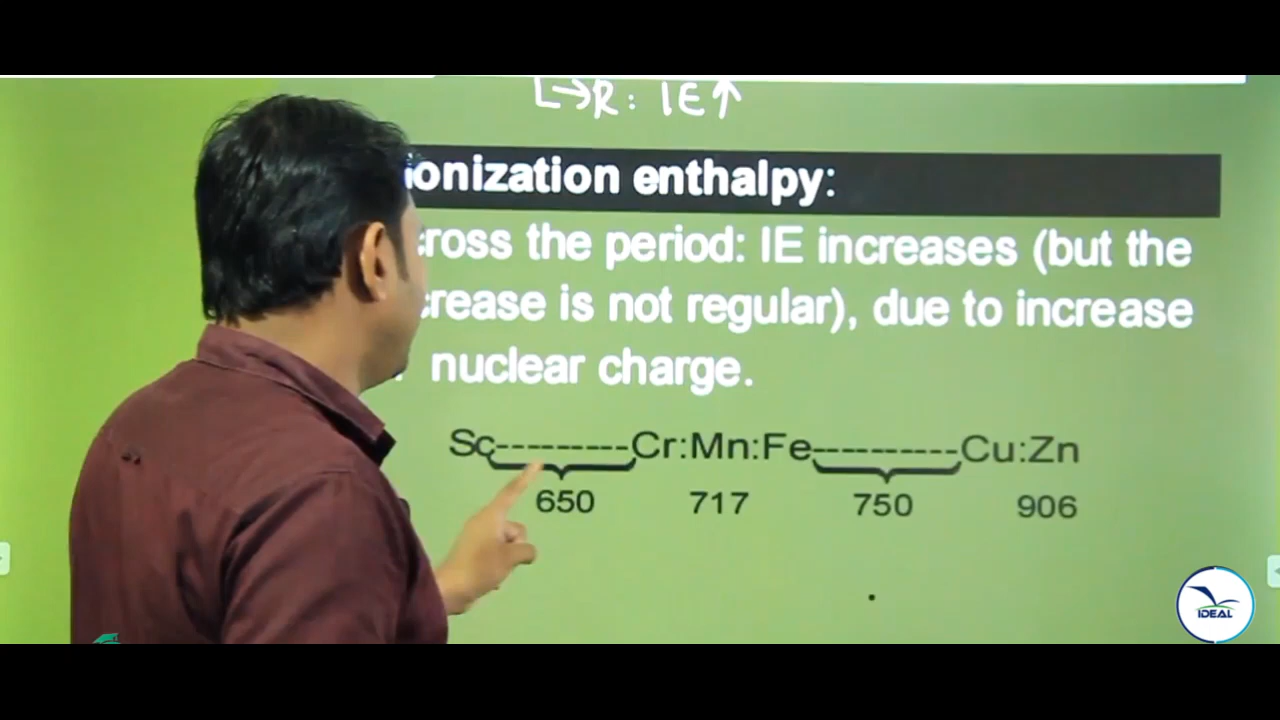 L→R: IE↑
ionization enthalpy:
cross the period: IE increases (but the
crease is not regular), due to increase
nuclear charge.
Sc---------Cr:Mn:Fe----------Cu:Zn
650 717 750 906
IDEAL